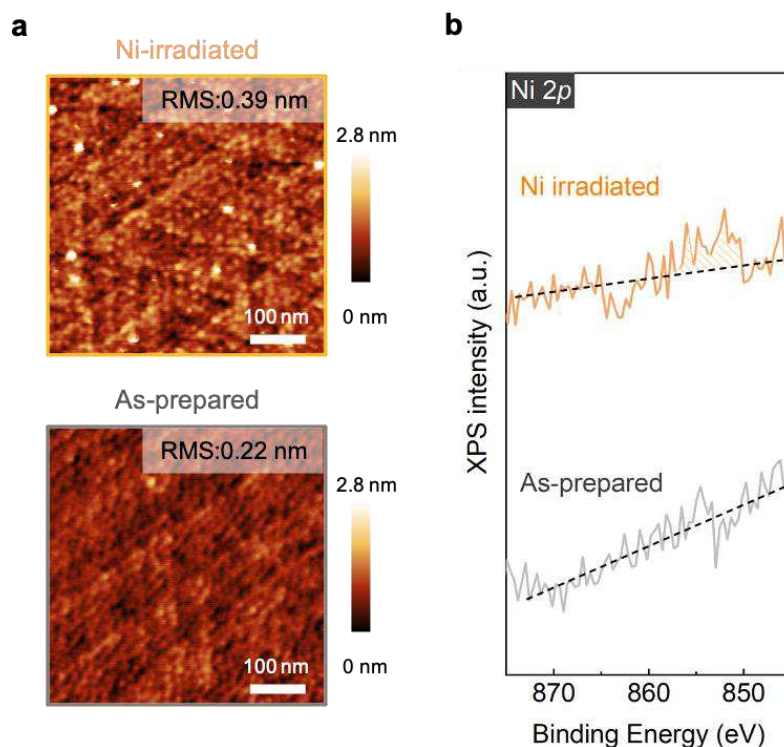 a
Ni-irradiated
RMS:0.39 nm
2.8 nm
0 nm
100 nm
As-prepared
RMS:0.22 nm
2.8 nm
0 nm
100 nm
b
Ni 2p
Ni irradiated
As-prepared
XPS intensity (a.u.)
870 860 850
Binding Energy (eV)